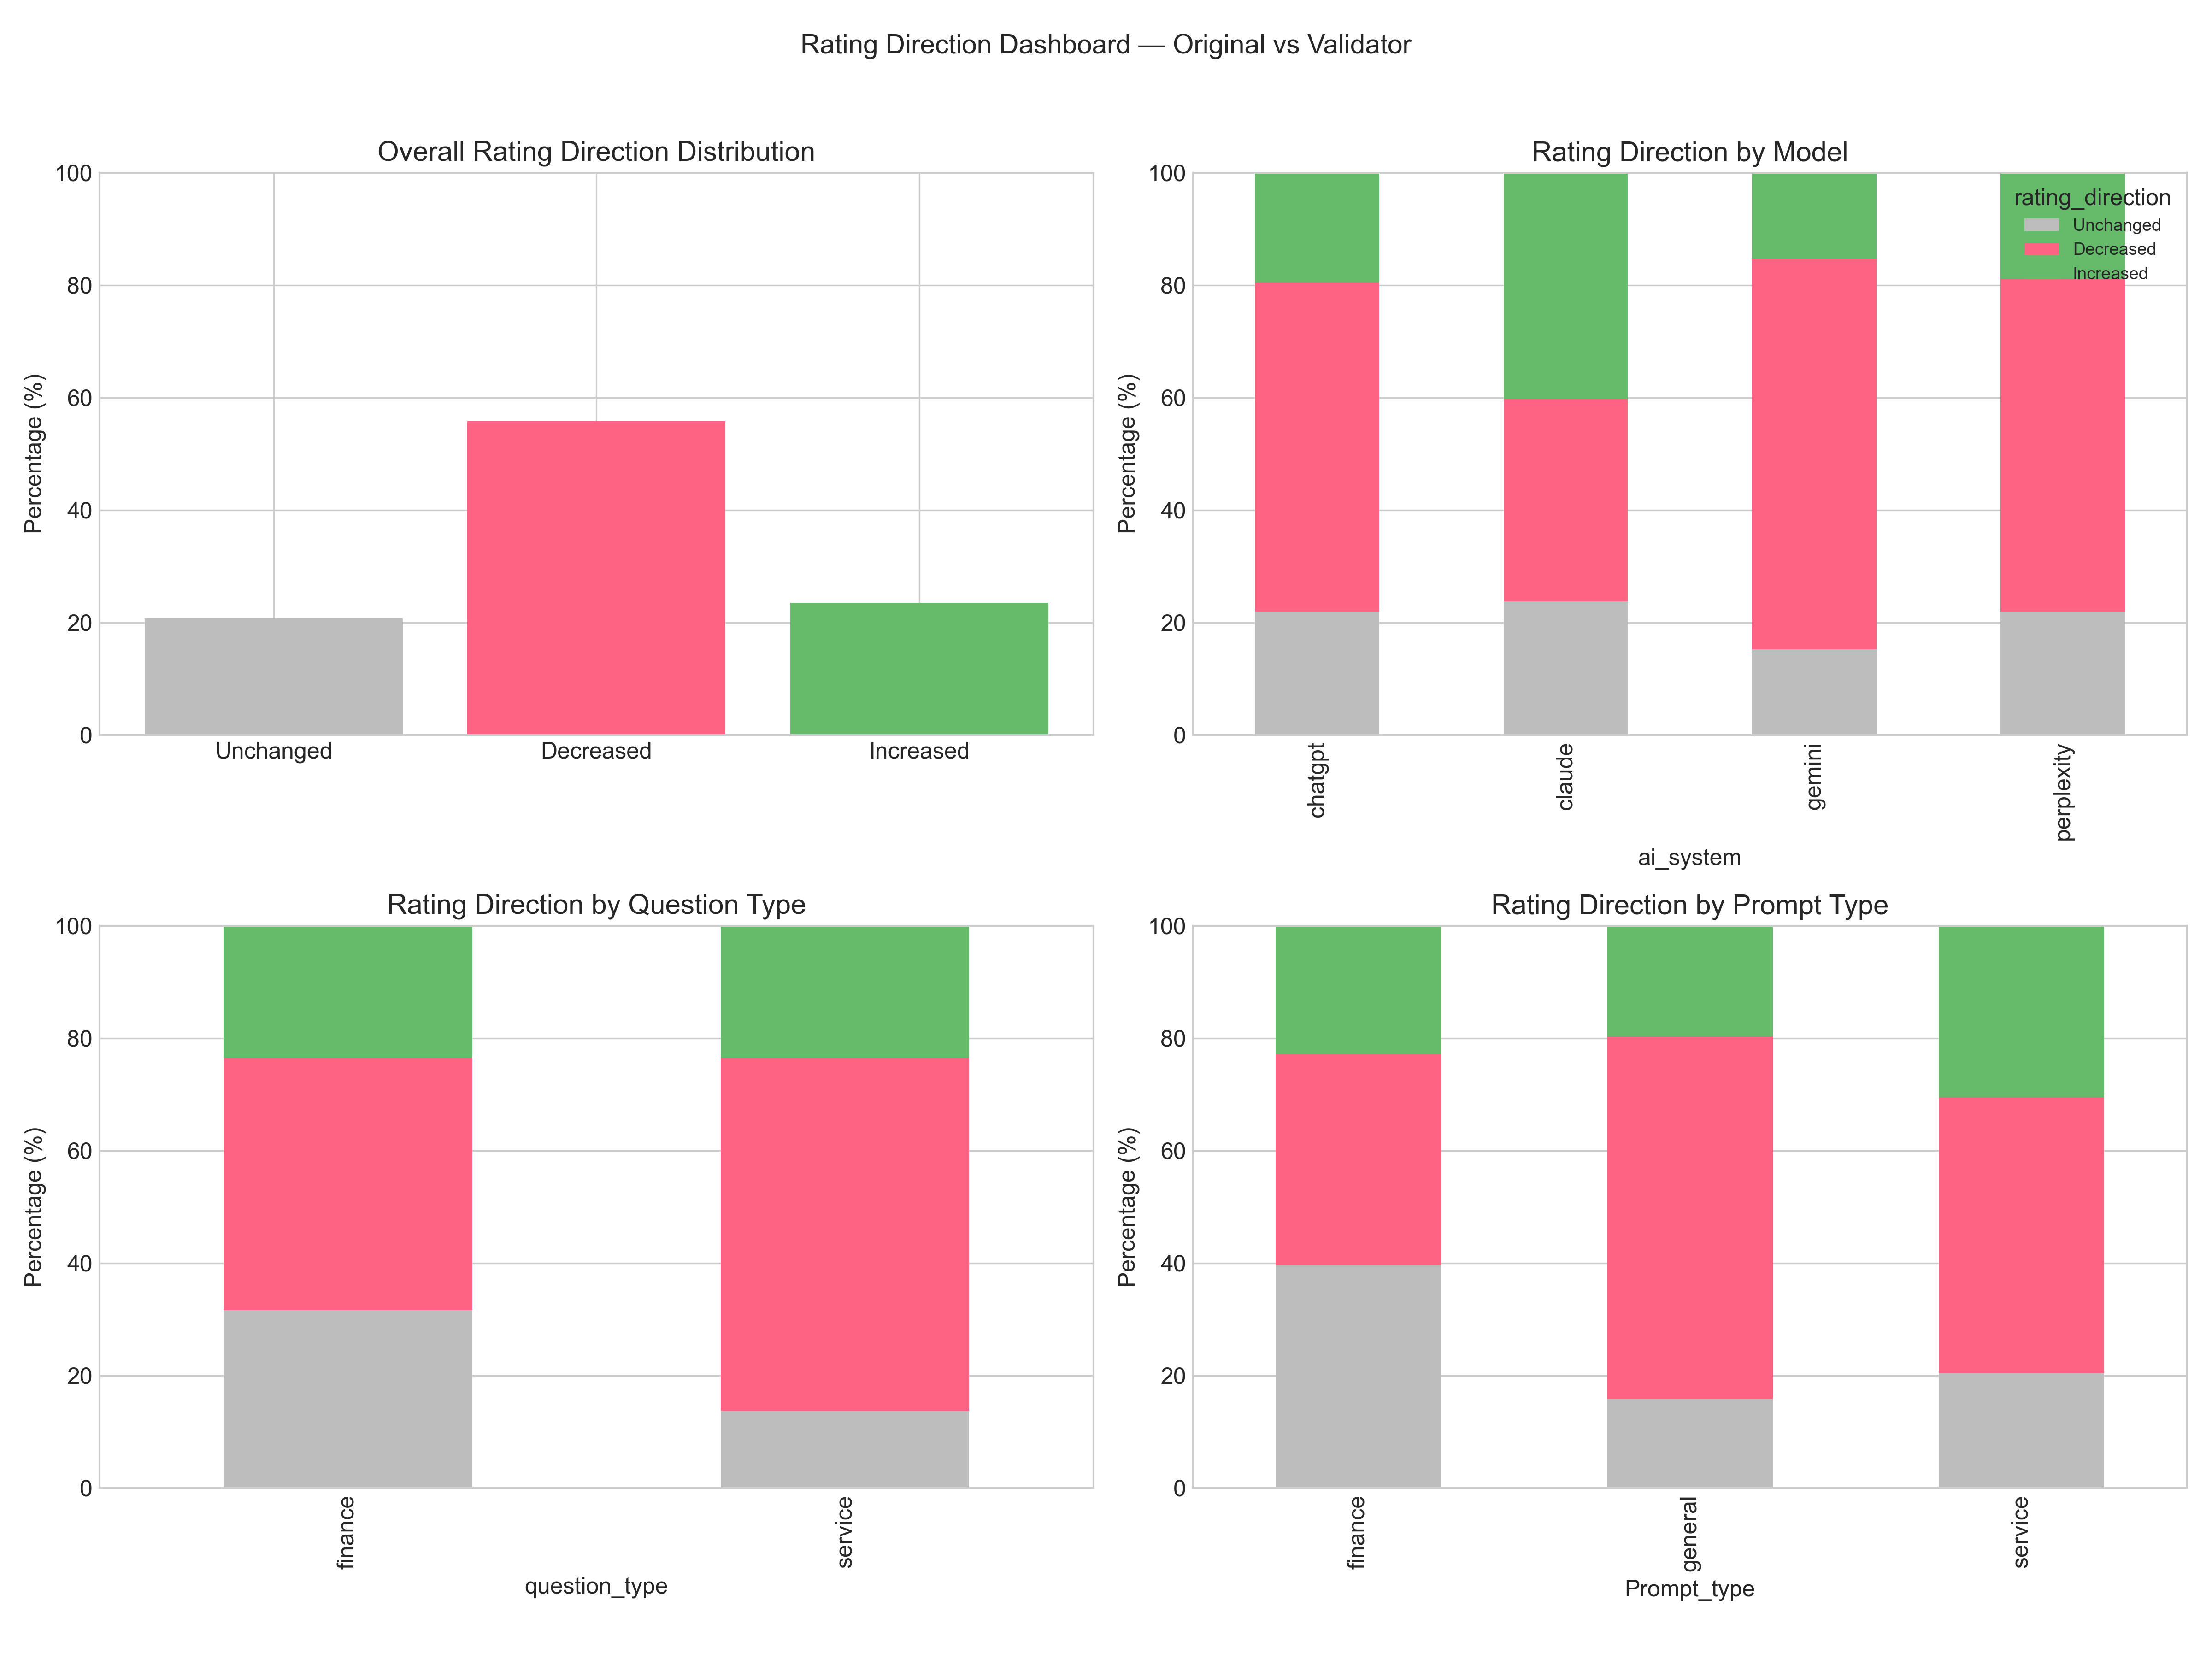 Rating Direction Dashboard — Original vs Validator
Overall Rating Direction Distribution
Percentage (%)
100
80
60
40
20
0
Unchanged
Decreased
Increased
Rating Direction by Model
Percentage (%)
100
80
60
40
20
0
rating_direction
Unchanged
Decreased
Increased
chatgpt
claude
gemini
perplexity
ai_system
Rating Direction by Question Type
Percentage (%)
100
80
60
40
20
0
finance
service
question_type
Rating Direction by Prompt Type
Percentage (%)
100
80
60
40
20
0
finance
general
service
Prompt_type